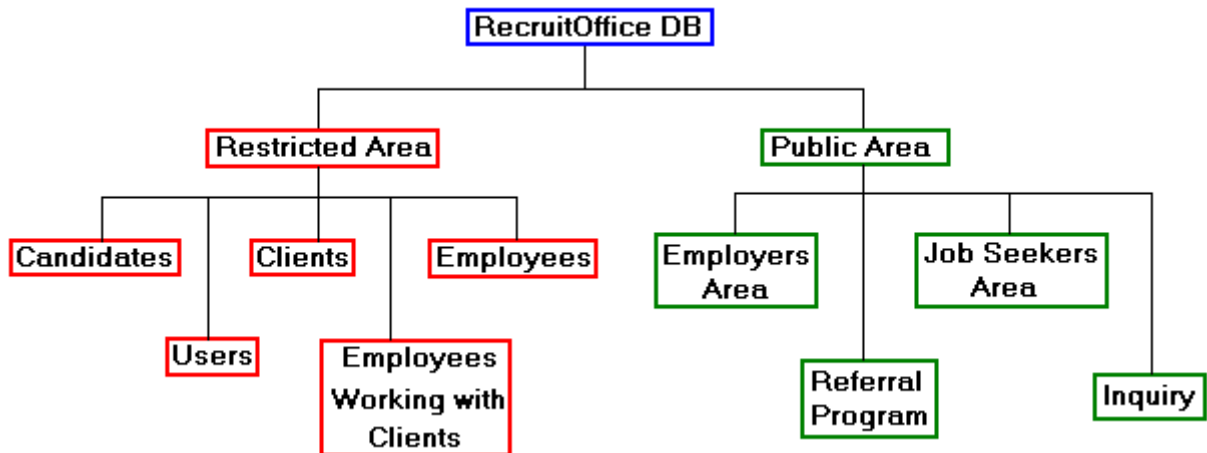 RecruitOffice DB
Restricted Area
Public Area
Candidates
Clients
Employees
Employers
Area
Job Seekers
Area
Users
Employees
Working with
Clients
Referral
Program
Inquiry